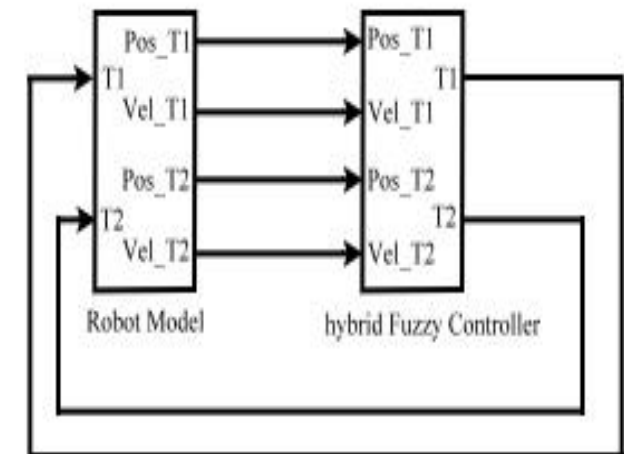 Pos_T1
T1
Vel_T1
Pos_T2
T2
Vel_T2
Robot Model
Pos_T1
T1
Vel_T1
Pos_T2
T2
Vel_T2
hybrid Fuzzy Controller